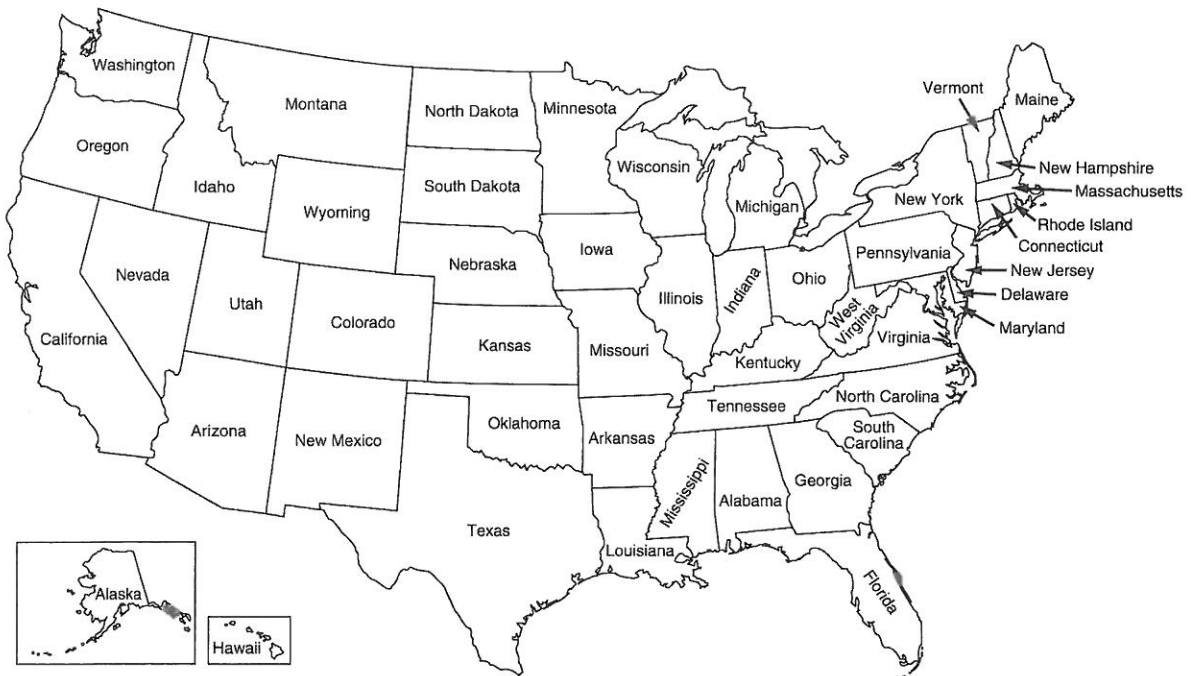 Washington
Montana
North Dakota
Minnesota
Vermont
Maine
Oregon
Idaho
Wyoming
South Dakota
Wisconsin
Michigan
New York
New Hampshire
Massachusetts
Rhode Island
Connecticut
Nevada
Utah
Colorado
Nebraska
Iowa
Illinois
Indiana
Ohio
Pennsylvania
New Jersey
Delaware
Maryland
California
Kansas
Missouri
Kentucky
West
Virginia
Virginia
Arizona
New Mexico
Oklahoma
Arkansas
Tennessee
North Carolina
South
Carolina
Texas
Louisiana
Mississippi
Alabama
Georgia
Florida
Alaska
Hawaii